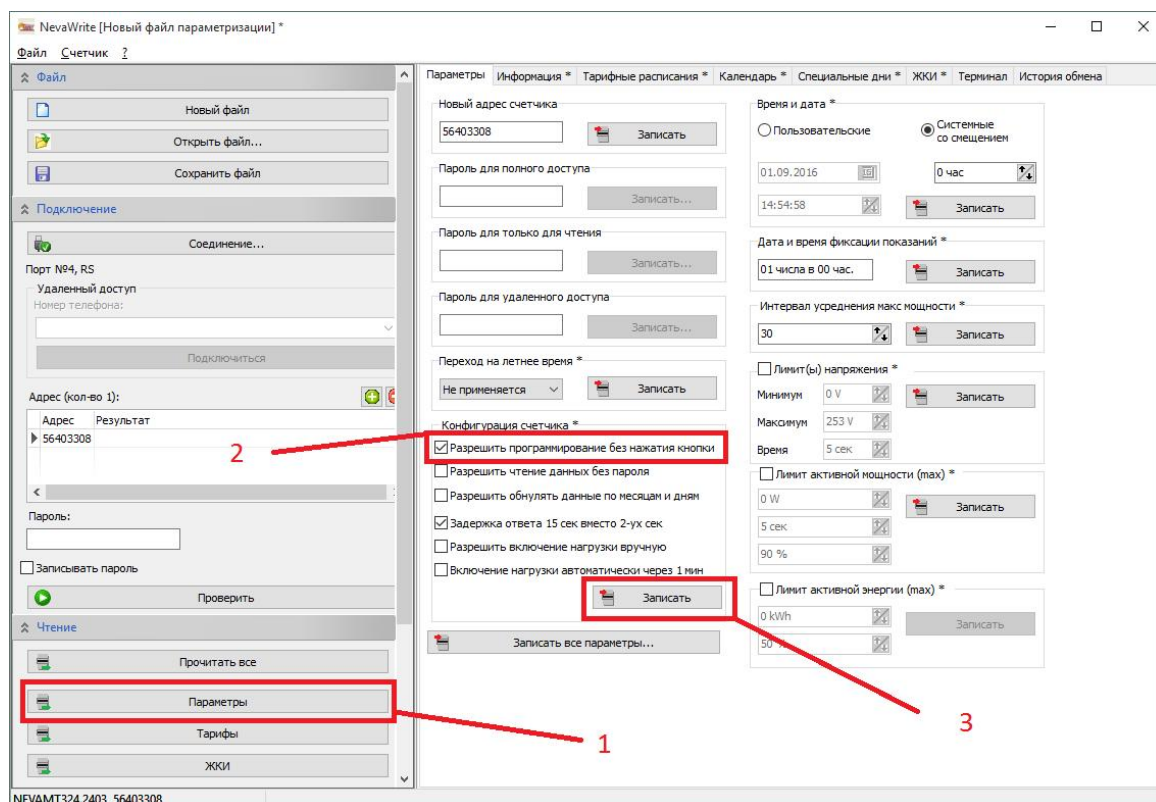 NevaWrite [Новый файл параметризации] *
Файл Счетчик ?
Файл
Новый файл
Открыть файл...
Сохранить файл
Подключение
Соединение...
Порт №4, RS
Удаленный доступ
Номер телефона:
Подключиться
Адрес (кол-во 1):
Адрес Результат
56403308
2
Пароль:
Записывать пароль
Проверить
Чтение
Прочитать все
Параметры
1
Тарифы
ЖКИ
NEVAMT324.2403 56403308
Параметры Информация * Тарифные расписания * Календарь * Специальные дни * ЖКИ * Терминал История обмена
Новый адрес счетчика
56403308 Записать
Пароль для полного доступа
Записать...
Пароль для только для чтения
Записать...
Пароль для удаленного доступа
Записать...
Переход на летнее время *
Не применяется Записать
Конфигурация счетчика *
Разрешить программирование без нажатия кнопки
Разрешить чтение данных без пароля
Разрешить обнулять данные по месяцам и дням
Задержка ответа 15 сек вместо 2-ух сек
Разрешить включение нагрузки вручную
Включение нагрузки автоматически через 1 мин
Записать
3
Записать все параметры...
Время и дата *
Пользовательские Системные
со смещением
01.09.2016 0 час
14:54:58 Записать
Дата и время фиксации показаний *
01 числа в 00 час. Записать
Интервал усреднения макс мощности *
30 Записать
Лимит(ы) напряжения *
Минимум 0 V Записать
Максимум 253 V
Время 5 сек
Лимит активной мощности (max) *
0 W Записать
5 сек
90 %
Лимит активной энергии (max) *
0 kWh Записать
50 %